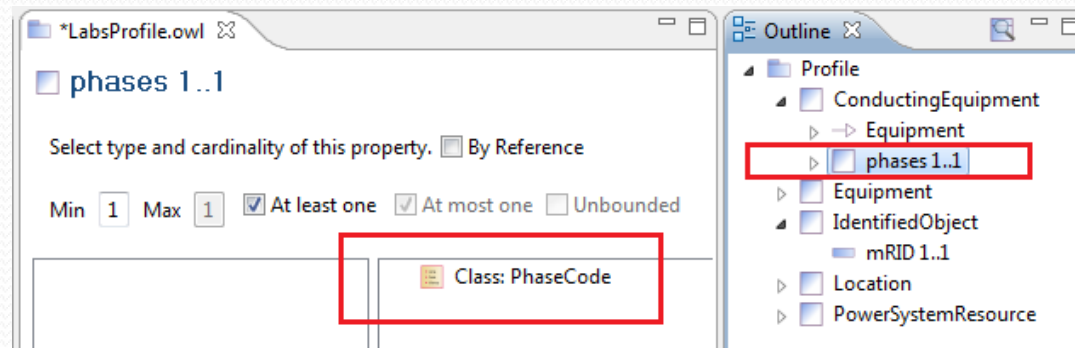 *LabsProfile.owl
phases 1..1
Select type and cardinality of this property. By Reference
Min 1 Max 1 At least one At most one Unbounded
Class: PhaseCode
Outline
Profile
ConductingEquipment
Equipment
phases 1..1
Equipment
IdentifiedObject
mRID 1..1
Location
PowerSystemResource